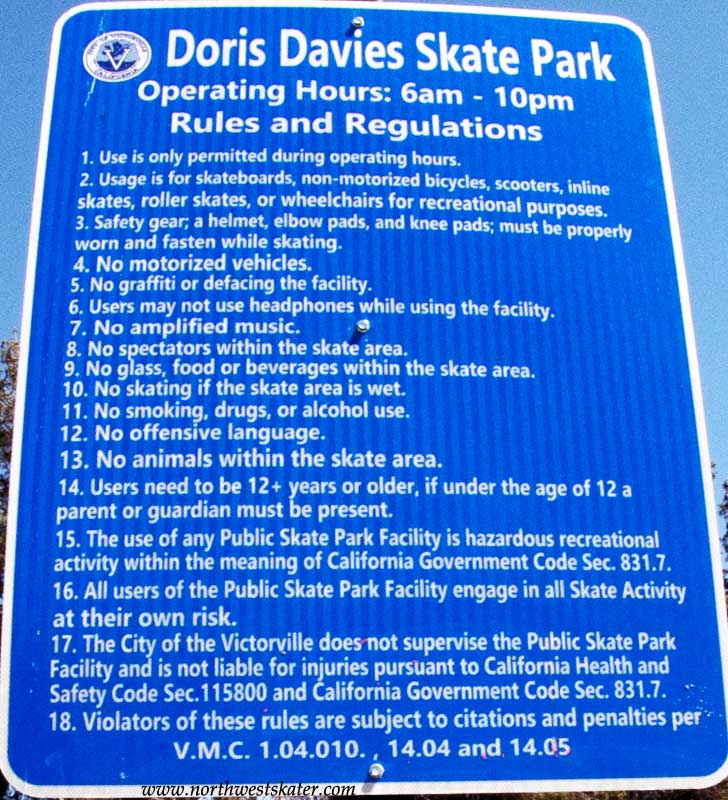 Doris Davies Skate Park
CALIFORNIA
Operating Hours: 6am - 10pm
Rules and Regulations
1. Use is only permitted during operating hours.
2. Usage is for skateboards, non-motorized bicycles, scooters, inline
skates, roller skates, or wheelchairs for recreational purposes.
3. Safety gear; a helmet, elbow pads, and knee pads; must be properly
worn and fasten while skating.
4. No motorized vehicles.
5. No graffiti or defacing the facility.
6. Users may not use headphones while using the facility.
7. No amplified music.
8. No spectators within the skate area.
9. No glass, food or beverages within the skate area.
10. No skating if the skate area is wet.
11. No smoking, drugs, or alcohol use.
12. No offensive language.
13. No animals within the skate area.
14. Users need to be 12+ years or older, if under the age of 12 a
parent or guardian must be present.
15. The use of any Public Skate Park Facility is hazardous recreational
activity within the meaning of California Government Code Sec. 831.7.
16. All users of the Public Skate Park Facility engage in all Skate Activity
at their own risk.
17. The City of the Victorville does not supervise the Public Skate Park
Facility and is not liable for injuries pursuant to California Health and
Safety Code Sec.115800 and California Government Code Sec. 831.7.
18. Violators of these rules are subject to citations and penalties per
V.M.C. 1.04.010. , 14.04 and 14.05
www.northwestskater.com